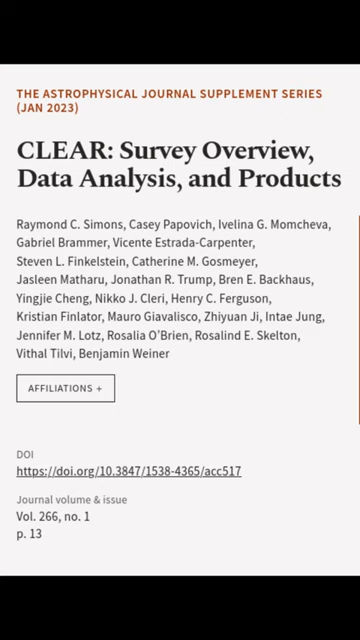 THE ASTROPHYSICAL JOURNAL SUPPLEMENT SERIES
(JAN 2023)
CLEAR: Survey Overview,
Data Analysis, and Products
Raymond C. Simons, Casey Papovich, Ivelina G. Momcheva,
Gabriel Brammer, Vicente Estrada-Carpenter,
Steven L. Finkelstein, Catherine M. Gosmeyer,
Jasleen Matharu, Jonathan R. Trump, Bren E. Backhaus,
Yingjie Cheng, Nikko J. Cleri, Henry C. Ferguson,
Kristian Finlator, Mauro Giavalisco, Zhiyuan Ji, Intae Jung,
Jennifer M. Lotz, Rosalia O'Brien, Rosalind E. Skelton,
Vithal Tilvi, Benjamin Weiner
AFFILIATIONS +
DOI
https://doi.org/10.3847/1538-4365/acc517
Journal volume & issue
Vol. 266, no. 1
p. 13